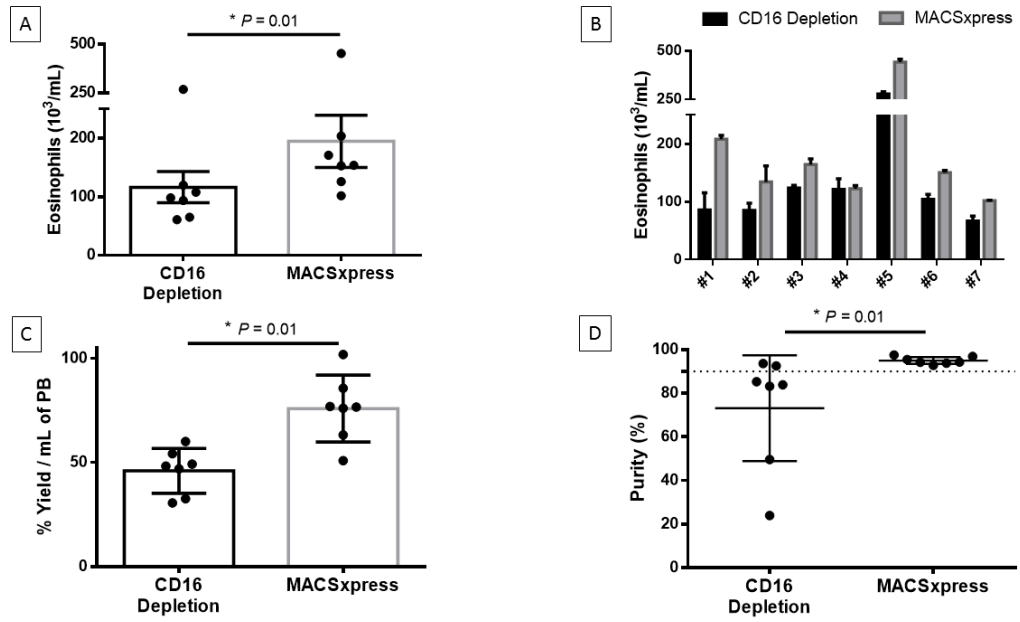 A
* P = 0.01
Eosinophils (10³/mL)
500
250
200
100
0
CD16
Depletion
MACSxpress
B
CD16 Depletion
MACSxpress
Eosinophils (10³/mL)
500
250
200
100
0
#1
#2
#3
#4
#5
#6
#7
C
* P = 0.01
% Yield / mL of PB
100
50
0
CD16
Depletion
MACSxpress
D
* P = 0.01
Purity (%)
100
80
60
40
20
0
CD16
Depletion
MACSxpress